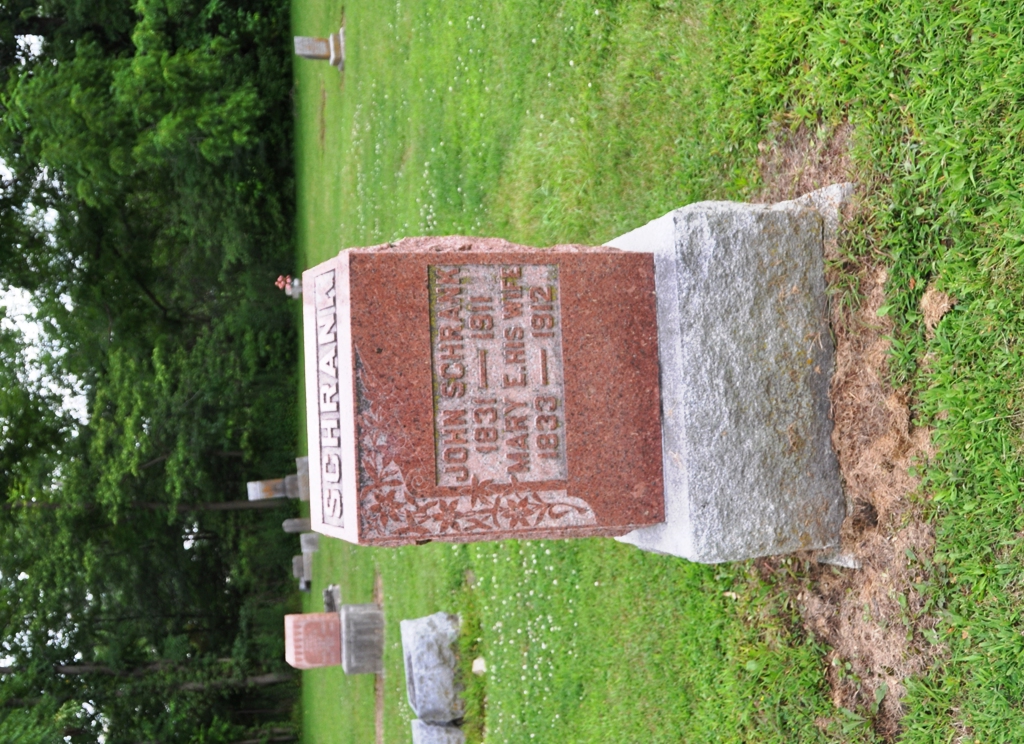 SCHRANK
JOHN SCHRANK
1831 — 1911
MARY E. HIS WIFE
1833 — 1912